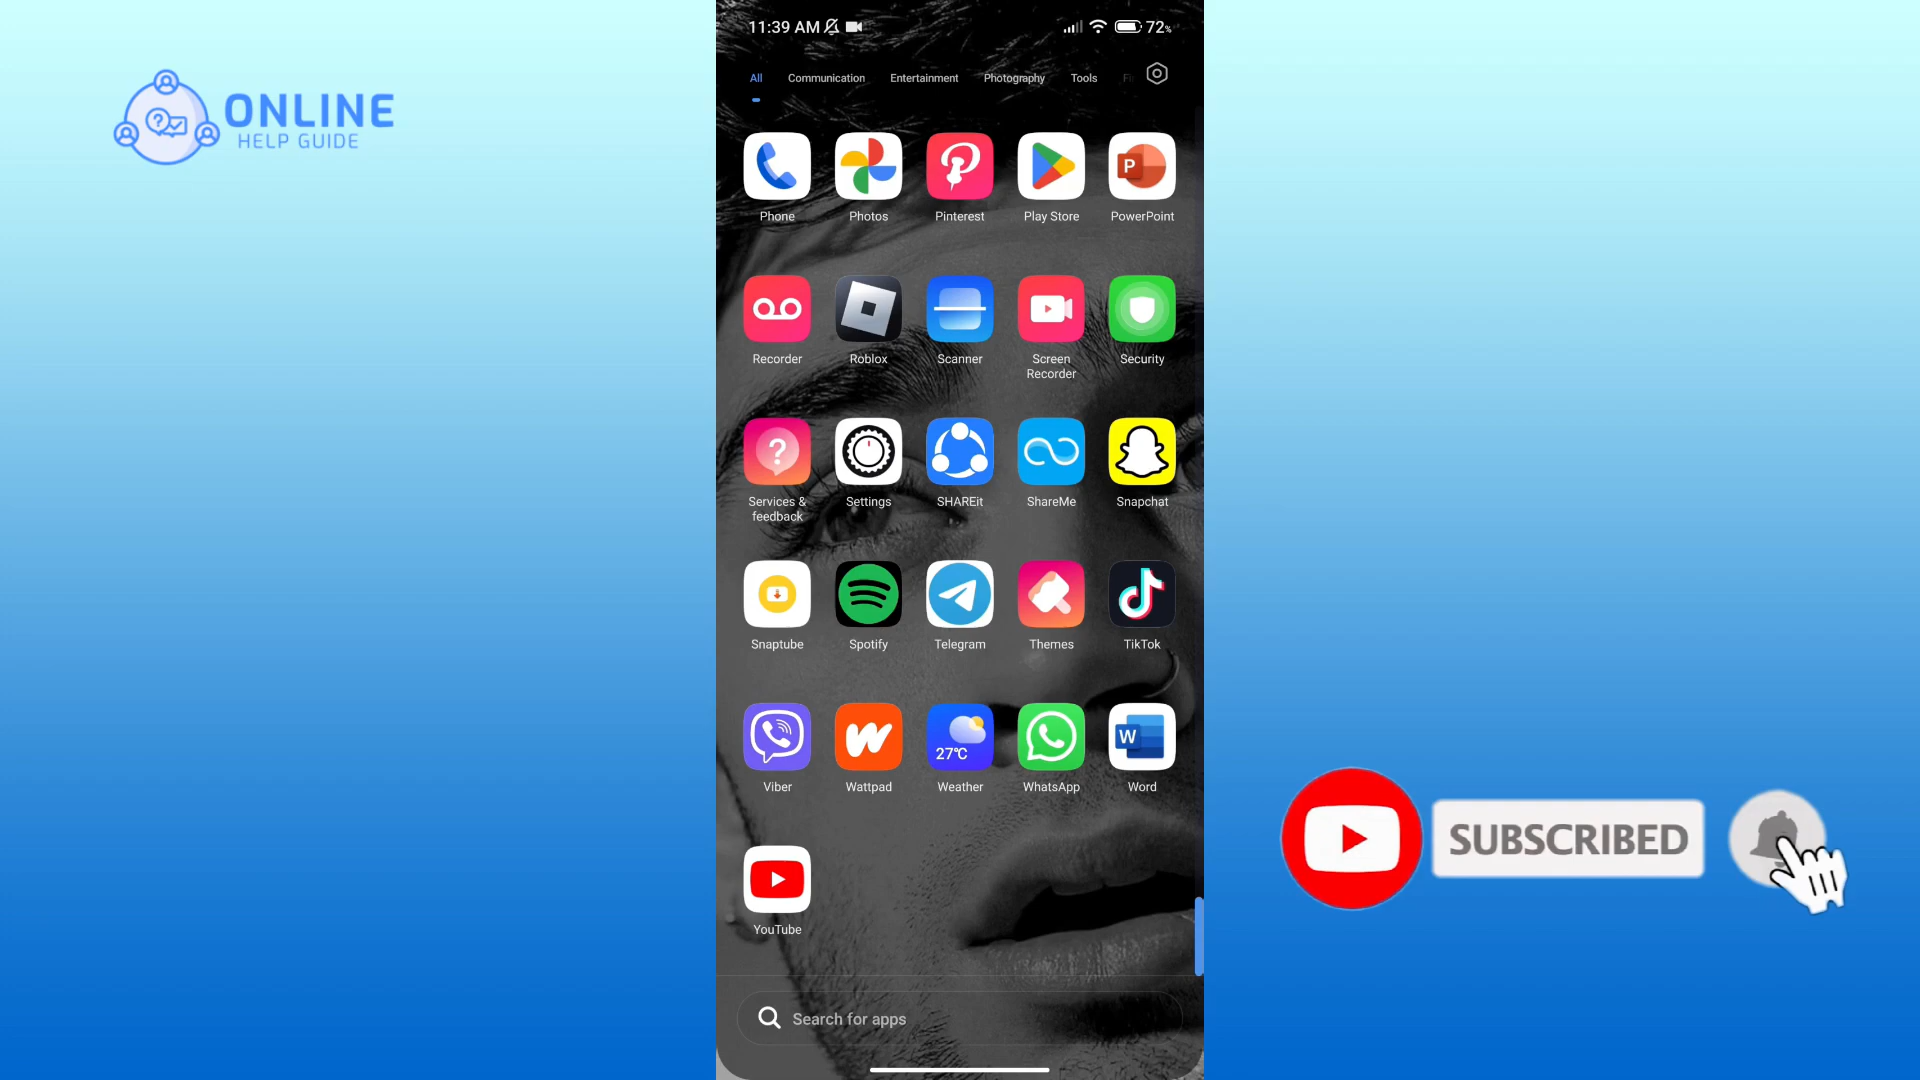 ONLINE
HELP GUIDE
11:39 AM
72%
All
Communication
Entertainment
Photography
Tools
Phone
Photos
Pinterest
Play Store
PowerPoint
P
Recorder
Roblox
Scanner
Screen
Recorder
Security
Services &
feedback
Settings
SHAREit
ShareMe
Snapchat
Snaptube
Spotify
Telegram
Themes
TikTok
27°C
W
Viber
Wattpad
Weather
WhatsApp
Word
YouTube
SUBSCRIBED
Search for apps